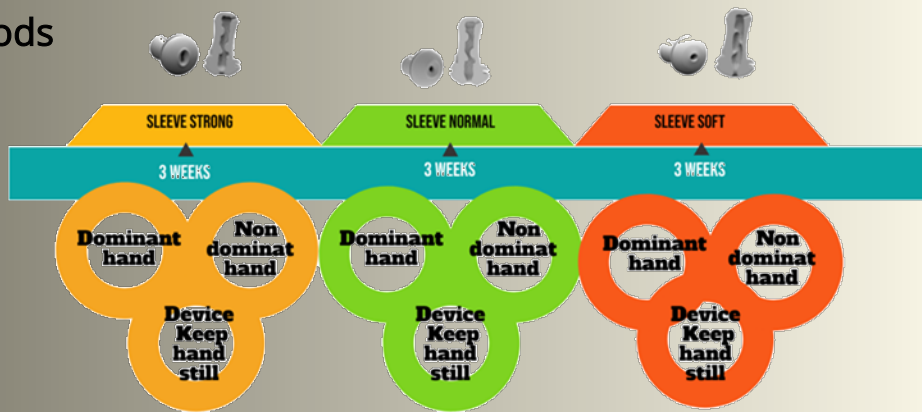 ods
SLEEVE STRONG
SLEEVE NORMAL
SLEEVE SOFT
3 WEEKS
3 WEEKS
3 WEEKS
Dominant
hand
Non
dominat
hand
Device
Keep
hand
still
Dominant
hand
Non
dominat
hand
Device
Keep
hand
still
Dominant
hand
Non
dominat
hand
Device
Keep
hand
still